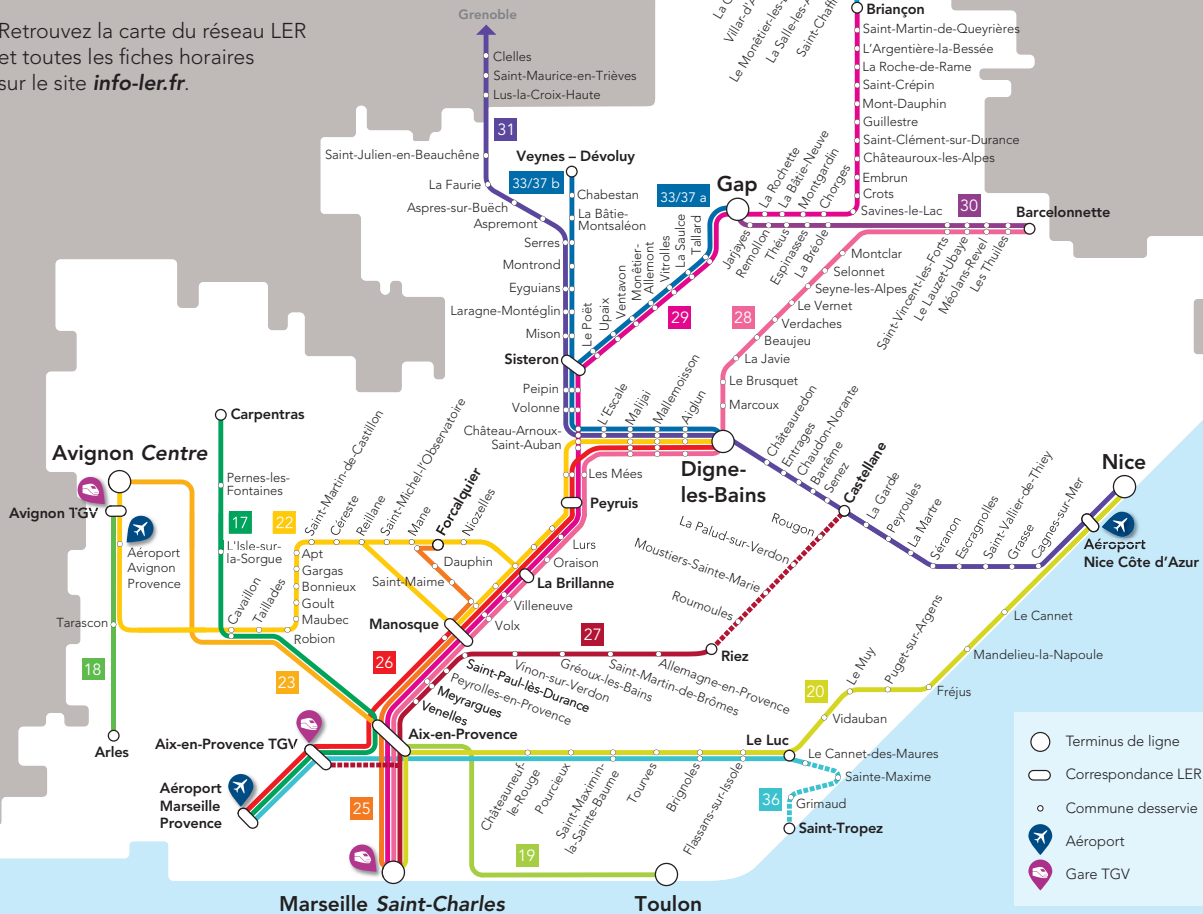 Retrouvez la carte du réseau LER
et toutes les fiches horaires
sur le site info-ler.fr.
Grenoble
Clelles
Saint-Maurice-en-Trièves
Lus-la-Croix-Haute
31
Saint-Julien-en-Beauchêne
La Faurie
Aspres-sur-Buëch
Aspremont
Serres
Montrond
Eyguians
Laragne-Montéglin
Mison
Sisteron
Peipin
Volonne
Château-Arnoux-
Saint-Auban
Veynes – Dévoluy
33/37 b
Chabestan
La Bâtie-
Montsaléon
33/37 a
Gap
Le Poët
Upaix
Ventavon
Monêtier-
Allemont
Vitrolles
La Saulce
Tallard
29
La Rochette
La Bâtie-Neuve
Montgardin
Chorges
Villar-d'A
Le Monêtier-les-
La Salle-les-A
Saint-Chaff
Briançon
Saint-Martin-de-Queyrières
L'Argentière-la-Bessée
La Roche-de-Rame
Saint-Crépin
Mont-Dauphin
Guillestre
Saint-Clément-sur-Durance
Châteauroux-les-Alpes
Embrun
Crots
Savines-le-Lac
30
Barcelonnette
Jarjayes
Remollon
Théus
Espinasses
La Bréole
Saint-Vincent-les-Forts
Le Lauzet-Ubaye
Méolans-Revel
Les Thuiles
Montclar
Selonnet
Seyne-les-Alpes
Le Vernet
Verdaches
Beaujeu
La Javie
Le Brusquet
Marcoux
28
L'Escale
Malijai
Mallemoisson
Aiglun
Digne-
les-Bains
Châteauredon
Entrages
Chaudon-Norante
Barrême
Senez
Castellane
La Garde
Peyroules
La Martre
Séranon
Escragnolles
Saint-Vallier-de-Thiey
Grasse
Cagnes-sur-Mer
Nice
Aéroport
Nice Côte d'Azur
Carpentras
Pernes-les-
Fontaines
17
L'Isle-sur-
la-Sorgue
Avignon Centre
Avignon TGV
Aéroport
Avignon
Provence
Tarascon
18
Arles
Cavaillon
Taillades
22
Apt
Gargas
Bonnieux
Goult
Maubec
Robion
Saint-Martin-de-Castillon
Céreste
Reillane
Saint-Michel-l'Observatoire
Mane
Forcalquier
Niozelles
Dauphin
Saint-Maime
Les Mées
Peyruis
Lurs
Oraison
La Brillanne
Villeneuve
Volx
Manosque
23
26
27
Saint-Paul-lès-Durance
Peyrolles-en-Provence
Meyrargues
Venelles
Vinon-sur-Verdon
Gréoux-les-Bains
Saint-Martin-de-Brômes
Allemagne-en-Provence
Riez
Roumoules
Moustiers-Sainte-Marie
La Palud-sur-Verdon
Rougon
Aix-en-Provence
Aix-en-Provence TGV
Aéroport
Marseille
Provence
25
Marseille Saint-Charles
19
Toulon
Châteauneuf-
le-Rouge
Pourcieux
Saint-Maximin-
la-Sainte-Baume
Tourves
Brignoles
Flassans-sur-Issole
Le Luc
Le Cannet-des-Maures
Sainte-Maxime
36
Grimaud
Saint-Tropez
20
Vidauban
Le Muy
Puget-sur-Argens
Fréjus
Mandelieu-la-Napoule
Le Cannet
Terminus de ligne
Correspondance LER
Commune desservie
Aéroport
Gare TGV